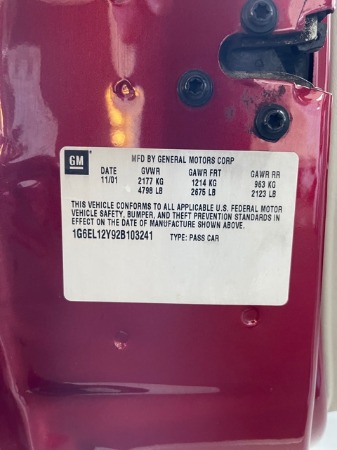 GM
MFD BY GENERAL MOTORS CORP
DATE GVWR GAWR FRT GAWR RR
11/01 2177 KG 1214 KG 963 KG
4798 LB 2675 LB 2123 LB
THIS VEHICLE CONFORMS TO ALL APPLICABLE U.S. FEDERAL MOTOR
VEHICLE SAFETY, BUMPER, AND THEFT PREVENTION STANDARDS IN
EFFECT ON THE DATE OF MANUFACTURE SHOWN ABOVE.
1G6EL12Y92B103241 TYPE: PASS CAR